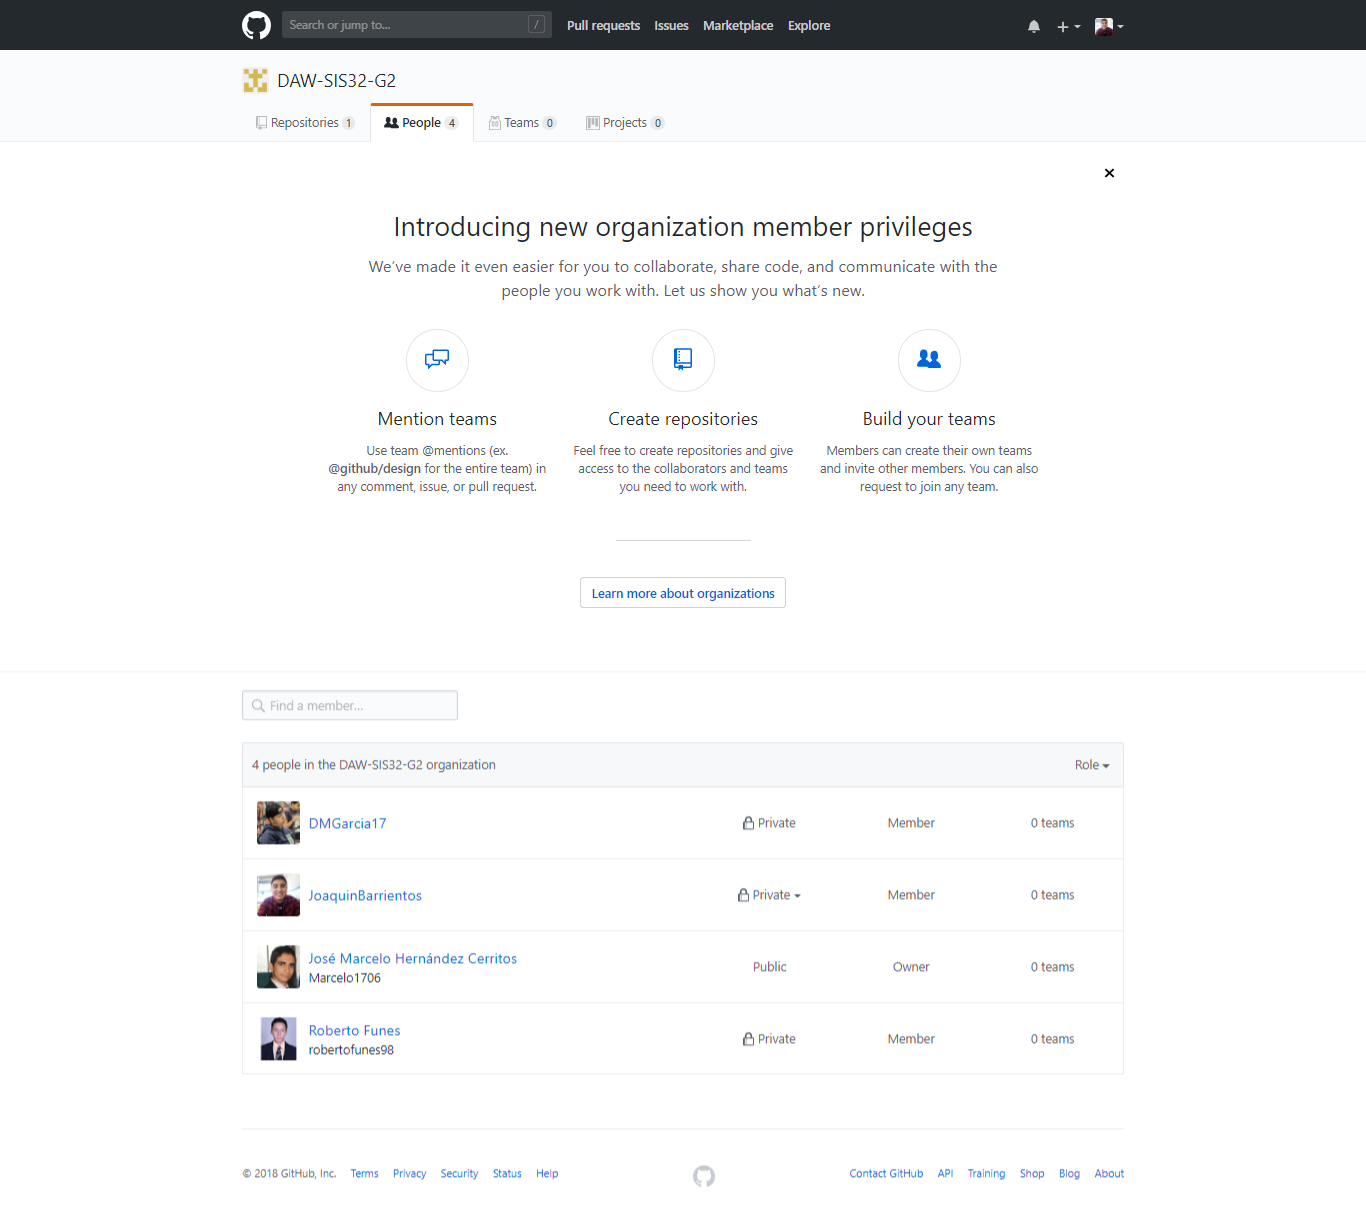 Search or jump to... /
Pull requests Issues Marketplace Explore
DAW-SIS32-G2
Repositories 1 People 4 Teams 0 Projects 0
Introducing new organization member privileges
We've made it even easier for you to collaborate, share code, and communicate with the
people you work with. Let us show you what's new.
Mention teams
Use team @mentions (ex.
@github/design for the entire team) in
any comment, issue, or pull request.
Create repositories
Feel free to create repositories and give
access to the collaborators and teams
you need to work with.
Build your teams
Members can create their own teams
and invite other members. You can also
request to join any team.
Learn more about organizations
Find a member...
4 people in the DAW-SIS32-G2 organization Role
DMGarcia17 Private Member 0 teams
JoaquinBarrientos Private Member 0 teams
José Marcelo Hernández Cerritos
Marcelo1706 Public Owner 0 teams
Roberto Funes
robertofunes98 Private Member 0 teams
© 2018 GitHub, Inc. Terms Privacy Security Status Help Contact GitHub API Training Shop Blog About